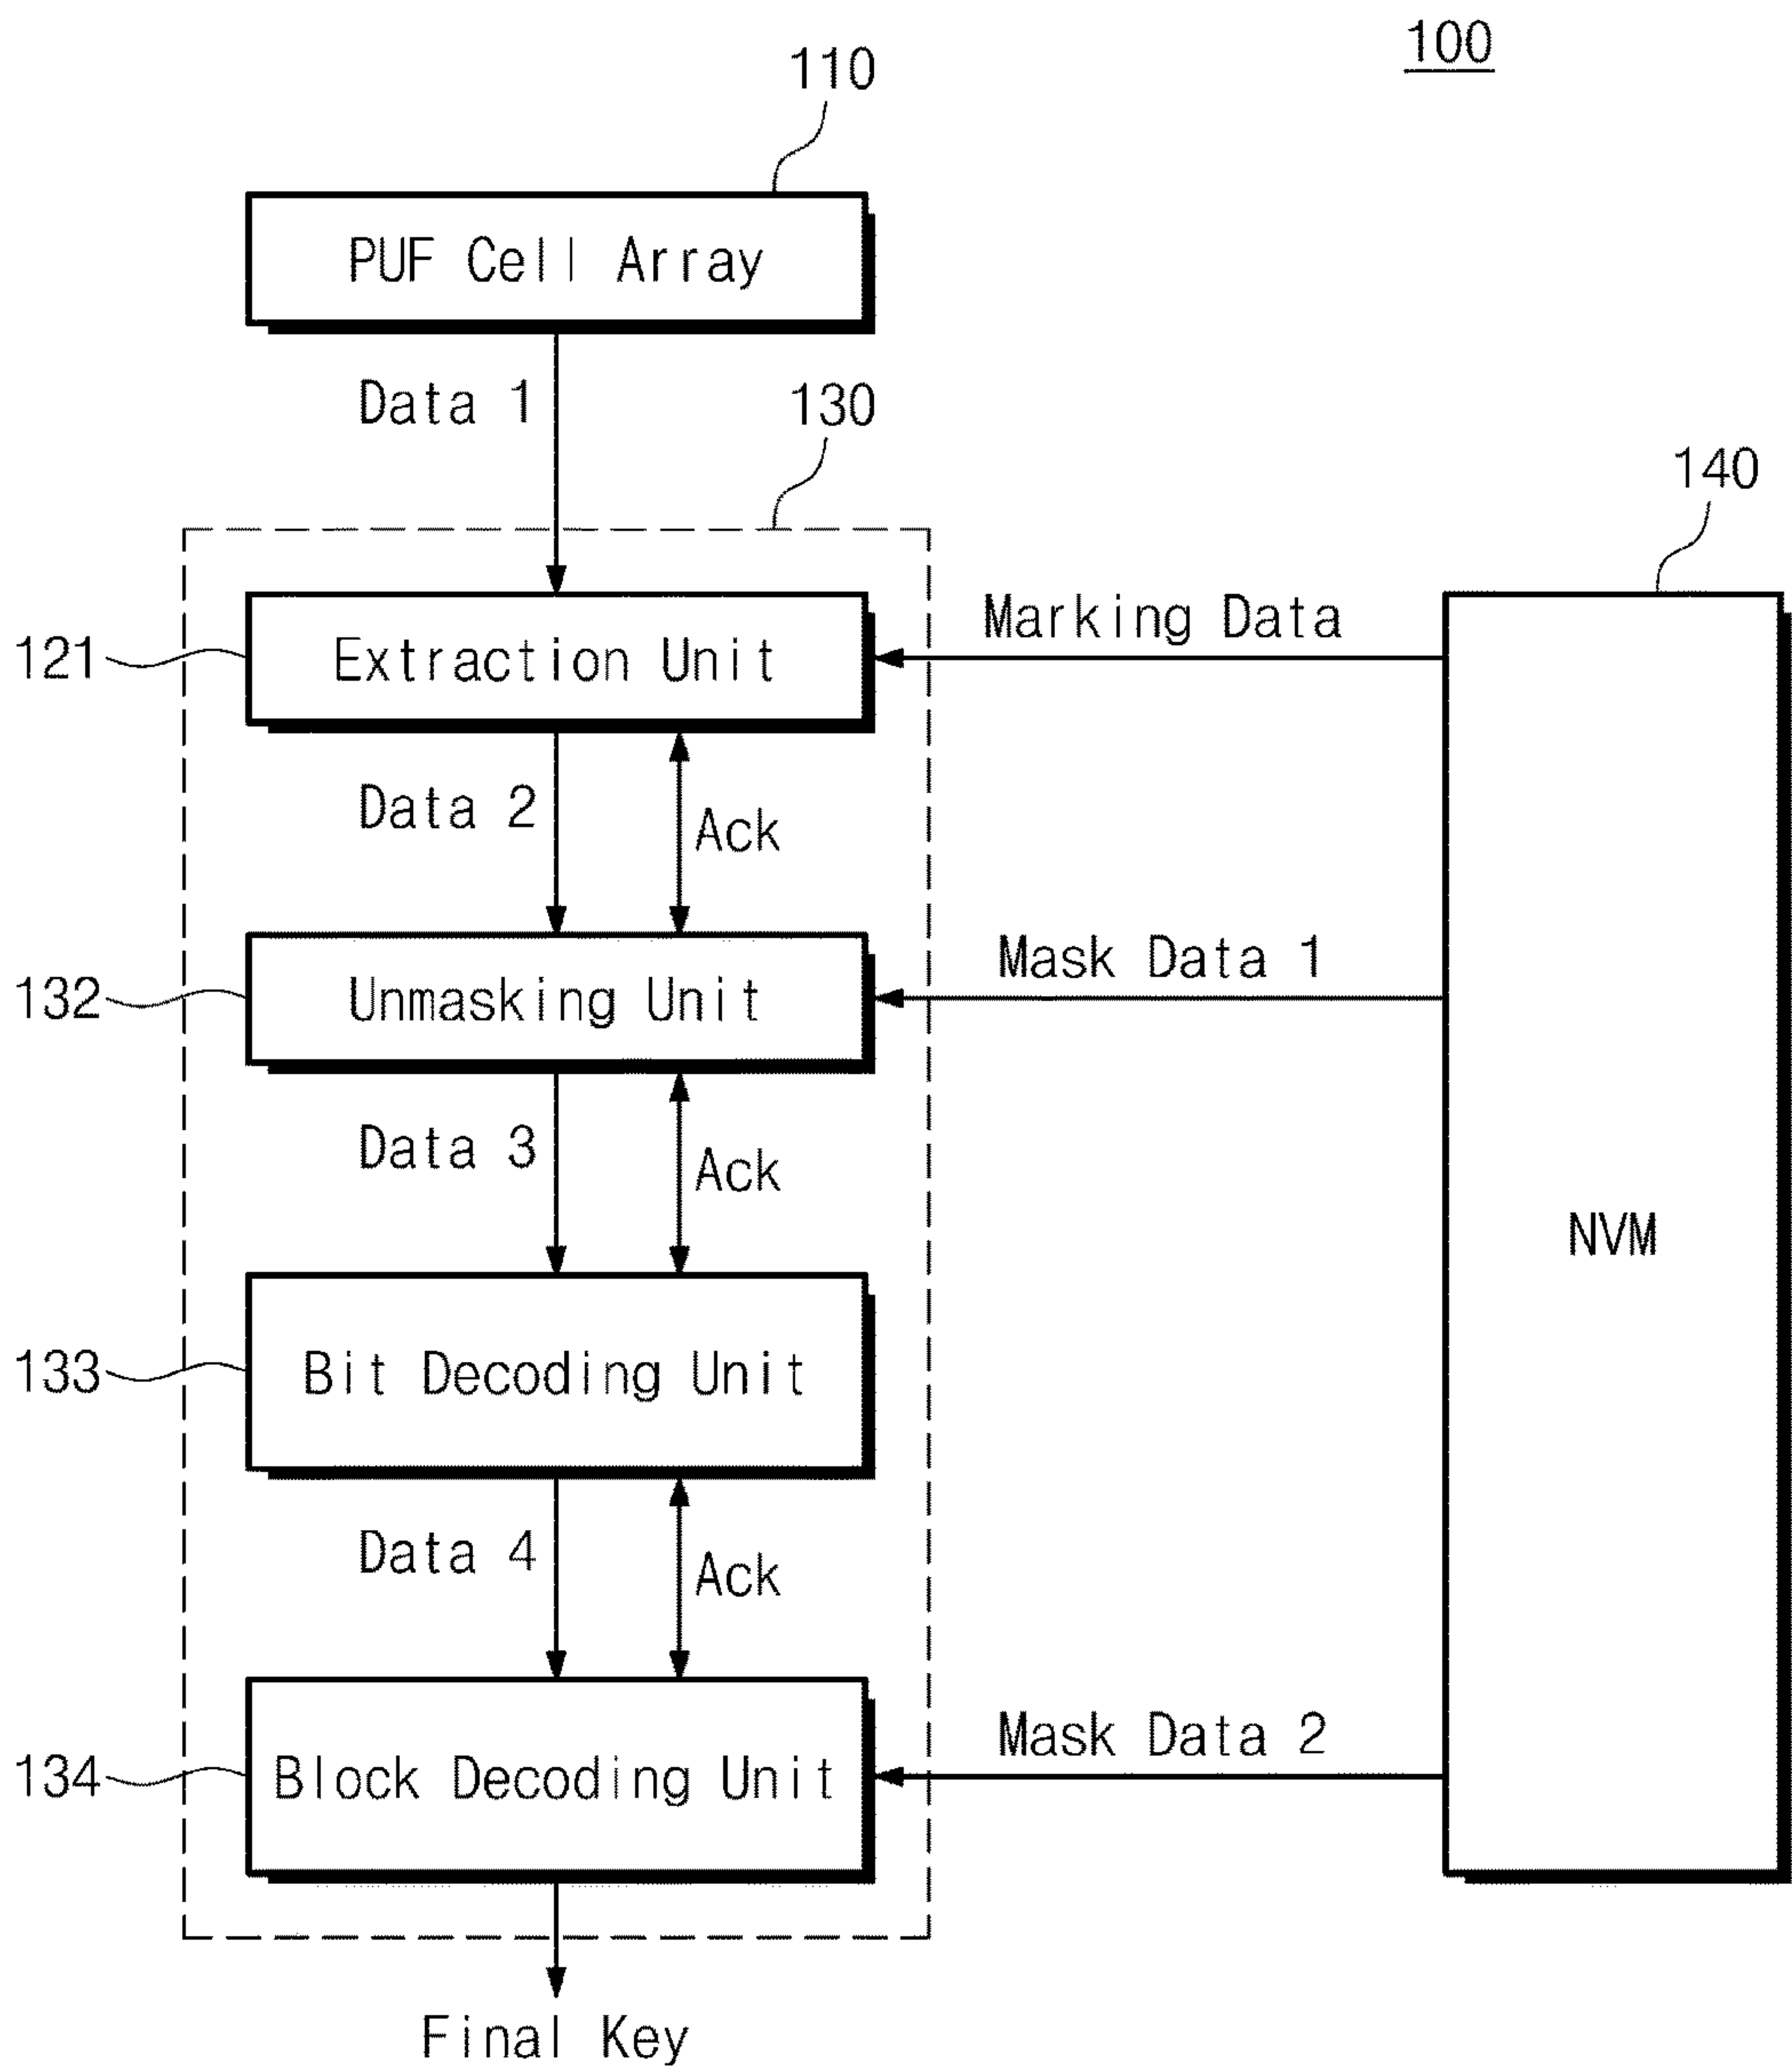 100
110
PUF Cell Array
Data 1
130
140
121
Extraction Unit
Marking Data
Data 2
Ack
132
Unmasking Unit
Mask Data 1
Data 3
Ack
NVM
133
Bit Decoding Unit
Data 4
Ack
134
Block Decoding Unit
Mask Data 2
Final Key